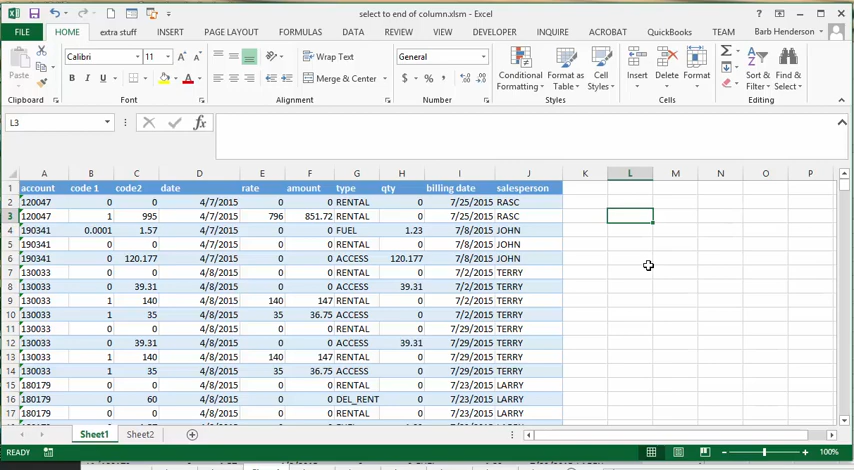 select to end of column.xlsm - Excel
FILE HOME extra stuff INSERT PAGE LAYOUT FORMULAS DATA REVIEW VIEW DEVELOPER INQUIRE ACROBAT QuickBooks TEAM Barb Henderson
Paste Calibri 11 Wrap Text General Conditional Formatting Format as Table Cell Styles Insert Delete Format Sort & Filter Find & Select
B I U Merge & Center $ % ,
Clipboard Font Alignment Number Styles Cells Editing
L3 fx
A B C D E F G H I J K L M N O P
1 account code 1 code2 date rate amount type qty billing date salesperson
2 120047 0 0 4/7/2015 0 0 RENTAL 0 7/25/2015 RASC
3 120047 1 995 4/7/2015 796 851.72 RENTAL 0 7/25/2015 RASC
4 190341 0.0001 1.57 4/7/2015 0 0 FUEL 1.23 7/8/2015 JOHN
5 190341 0 0 4/7/2015 0 0 RENTAL 0 7/8/2015 JOHN
6 190341 0 120.177 4/7/2015 0 0 ACCESS 120.177 7/8/2015 JOHN
7 130033 0 0 4/8/2015 0 0 RENTAL 0 7/2/2015 TERRY
8 130033 0 39.31 4/8/2015 0 0 ACCESS 39.31 7/2/2015 TERRY
9 130033 1 140 4/8/2015 140 147 RENTAL 0 7/2/2015 TERRY
10 130033 1 35 4/8/2015 35 36.75 ACCESS 0 7/2/2015 TERRY
11 130033 0 0 4/8/2015 0 0 RENTAL 0 7/29/2015 TERRY
12 130033 0 39.31 4/8/2015 0 0 ACCESS 39.31 7/29/2015 TERRY
13 130033 1 140 4/8/2015 140 147 RENTAL 0 7/29/2015 TERRY
14 130033 1 35 4/8/2015 35 36.75 ACCESS 0 7/29/2015 TERRY
15 180179 0 0 4/8/2015 0 0 RENTAL 0 7/23/2015 LARRY
16 180179 0 60 4/8/2015 0 0 DEL_RENT 0 7/23/2015 LARRY
17 180179 0 0 4/8/2015 0 0 RENTAL 0 7/23/2015 LARRY
Sheet1 Sheet2
READY 100%